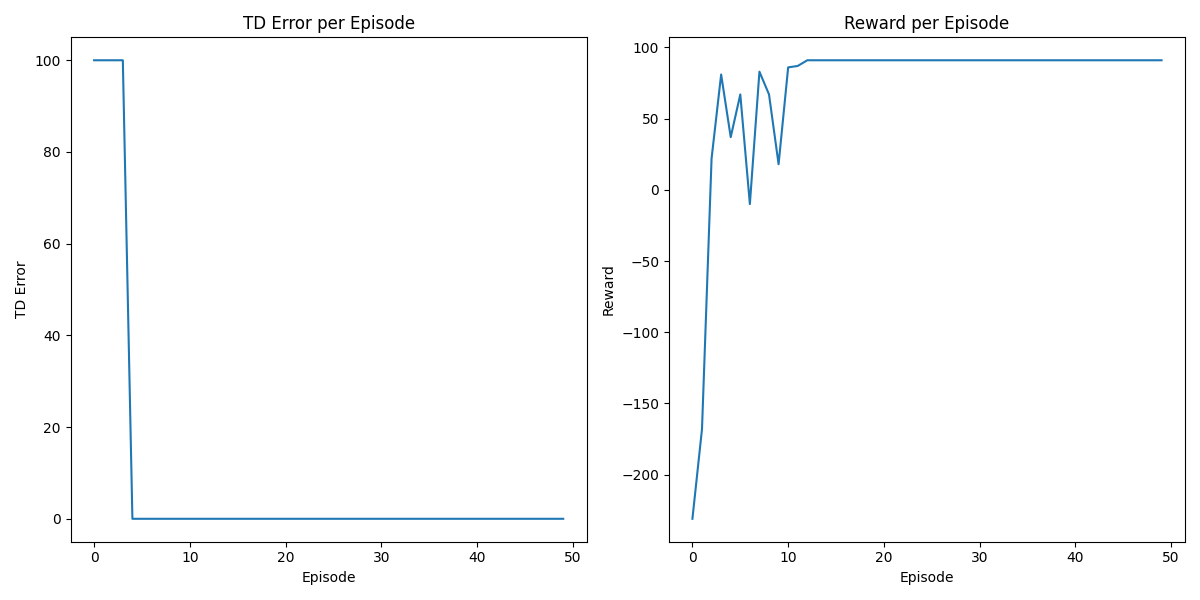 TD Error per Episode
100
80
60
40
20
0
TD Error
0 10 20 30 40 50
Episode
Reward per Episode
100
50
0
−50
−100
−150
−200
Reward
0 10 20 30 40 50
Episode